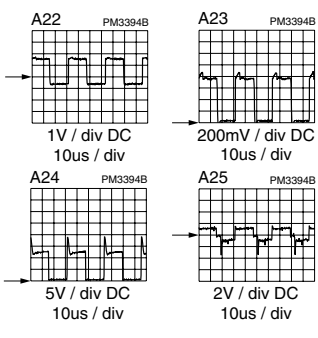 A22 PM3394B
1V / div DC
10us / div
A23 PM3394B
200mV / div DC
10us / div
A24 PM3394B
5V / div DC
10us / div
A25 PM3394B
2V / div DC
10us / div